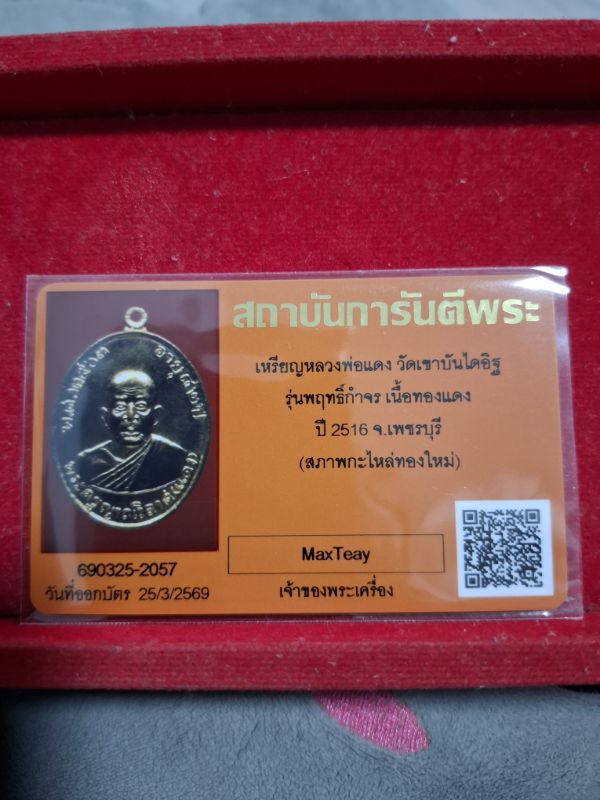 สถาบันการันตีพระ
เหรียญหลวงพ่อแดง วัดเขาบันไดอิฐ
รุ่นพฤทธิ์กำจร เนื้อทองแดง
ปี 2516 จ.เพชรบุรี
(สภาพกะไหล่ทองใหม่)
MaxTeay
เจ้าของพระเครื่อง
690325-2057
วันที่ออกบัตร 25/3/2569